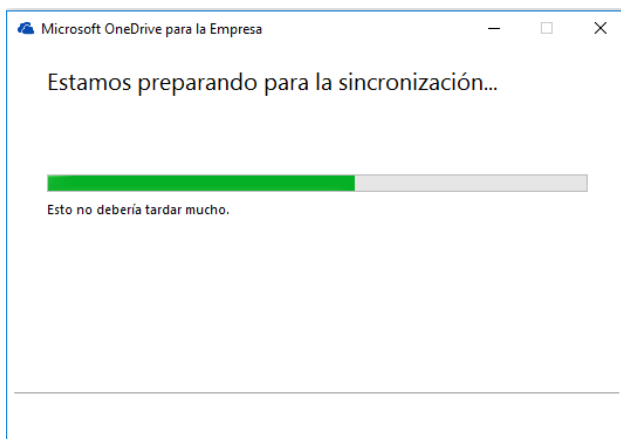 Microsoft OneDrive para la Empresa
Estamos preparando para la sincronización...
Esto no debería tardar mucho.